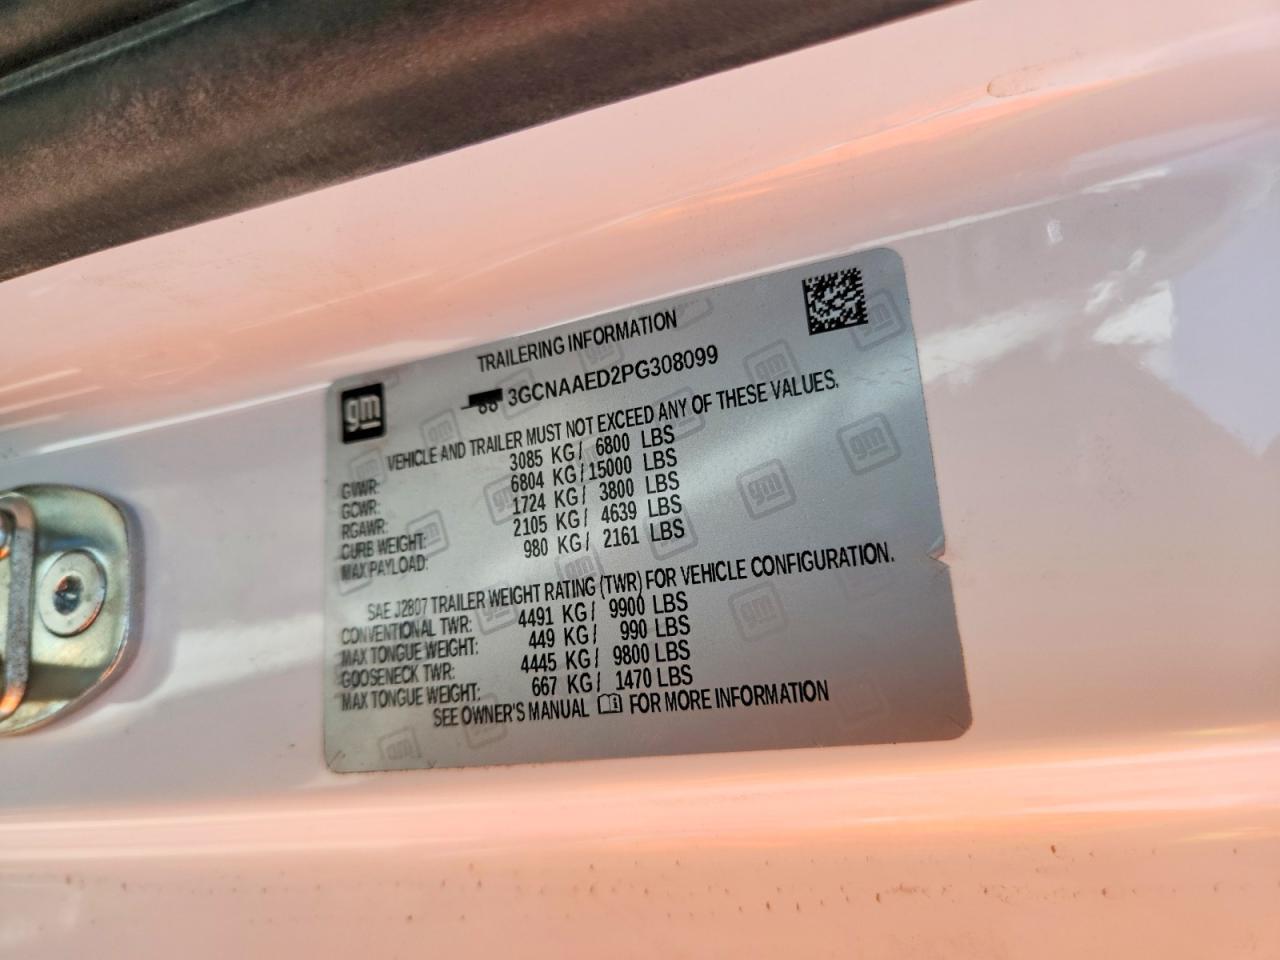 TRAILERING INFORMATION
gm 3GCNAAED2PG308099
VEHICLE AND TRAILER MUST NOT EXCEED ANY OF THESE VALUES.
GVWR: 3085 KG/ 6800 LBS
GCWR: 6804 KG/15000 LBS
RGAWR: 1724 KG/ 3800 LBS
CURB WEIGHT: 2105 KG/ 4639 LBS
MAX PAYLOAD: 980 KG/ 2161 LBS
SAE J2807 TRAILER WEIGHT RATING (TWR) FOR VEHICLE CONFIGURATION.
CONVENTIONAL TWR: 4491 KG/ 9900 LBS
MAX TONGUE WEIGHT: 449 KG/ 990 LBS
GOOSENECK TWR: 4445 KG/ 9800 LBS
MAX TONGUE WEIGHT: 667 KG/ 1470 LBS
SEE OWNER'S MANUAL FOR MORE INFORMATION